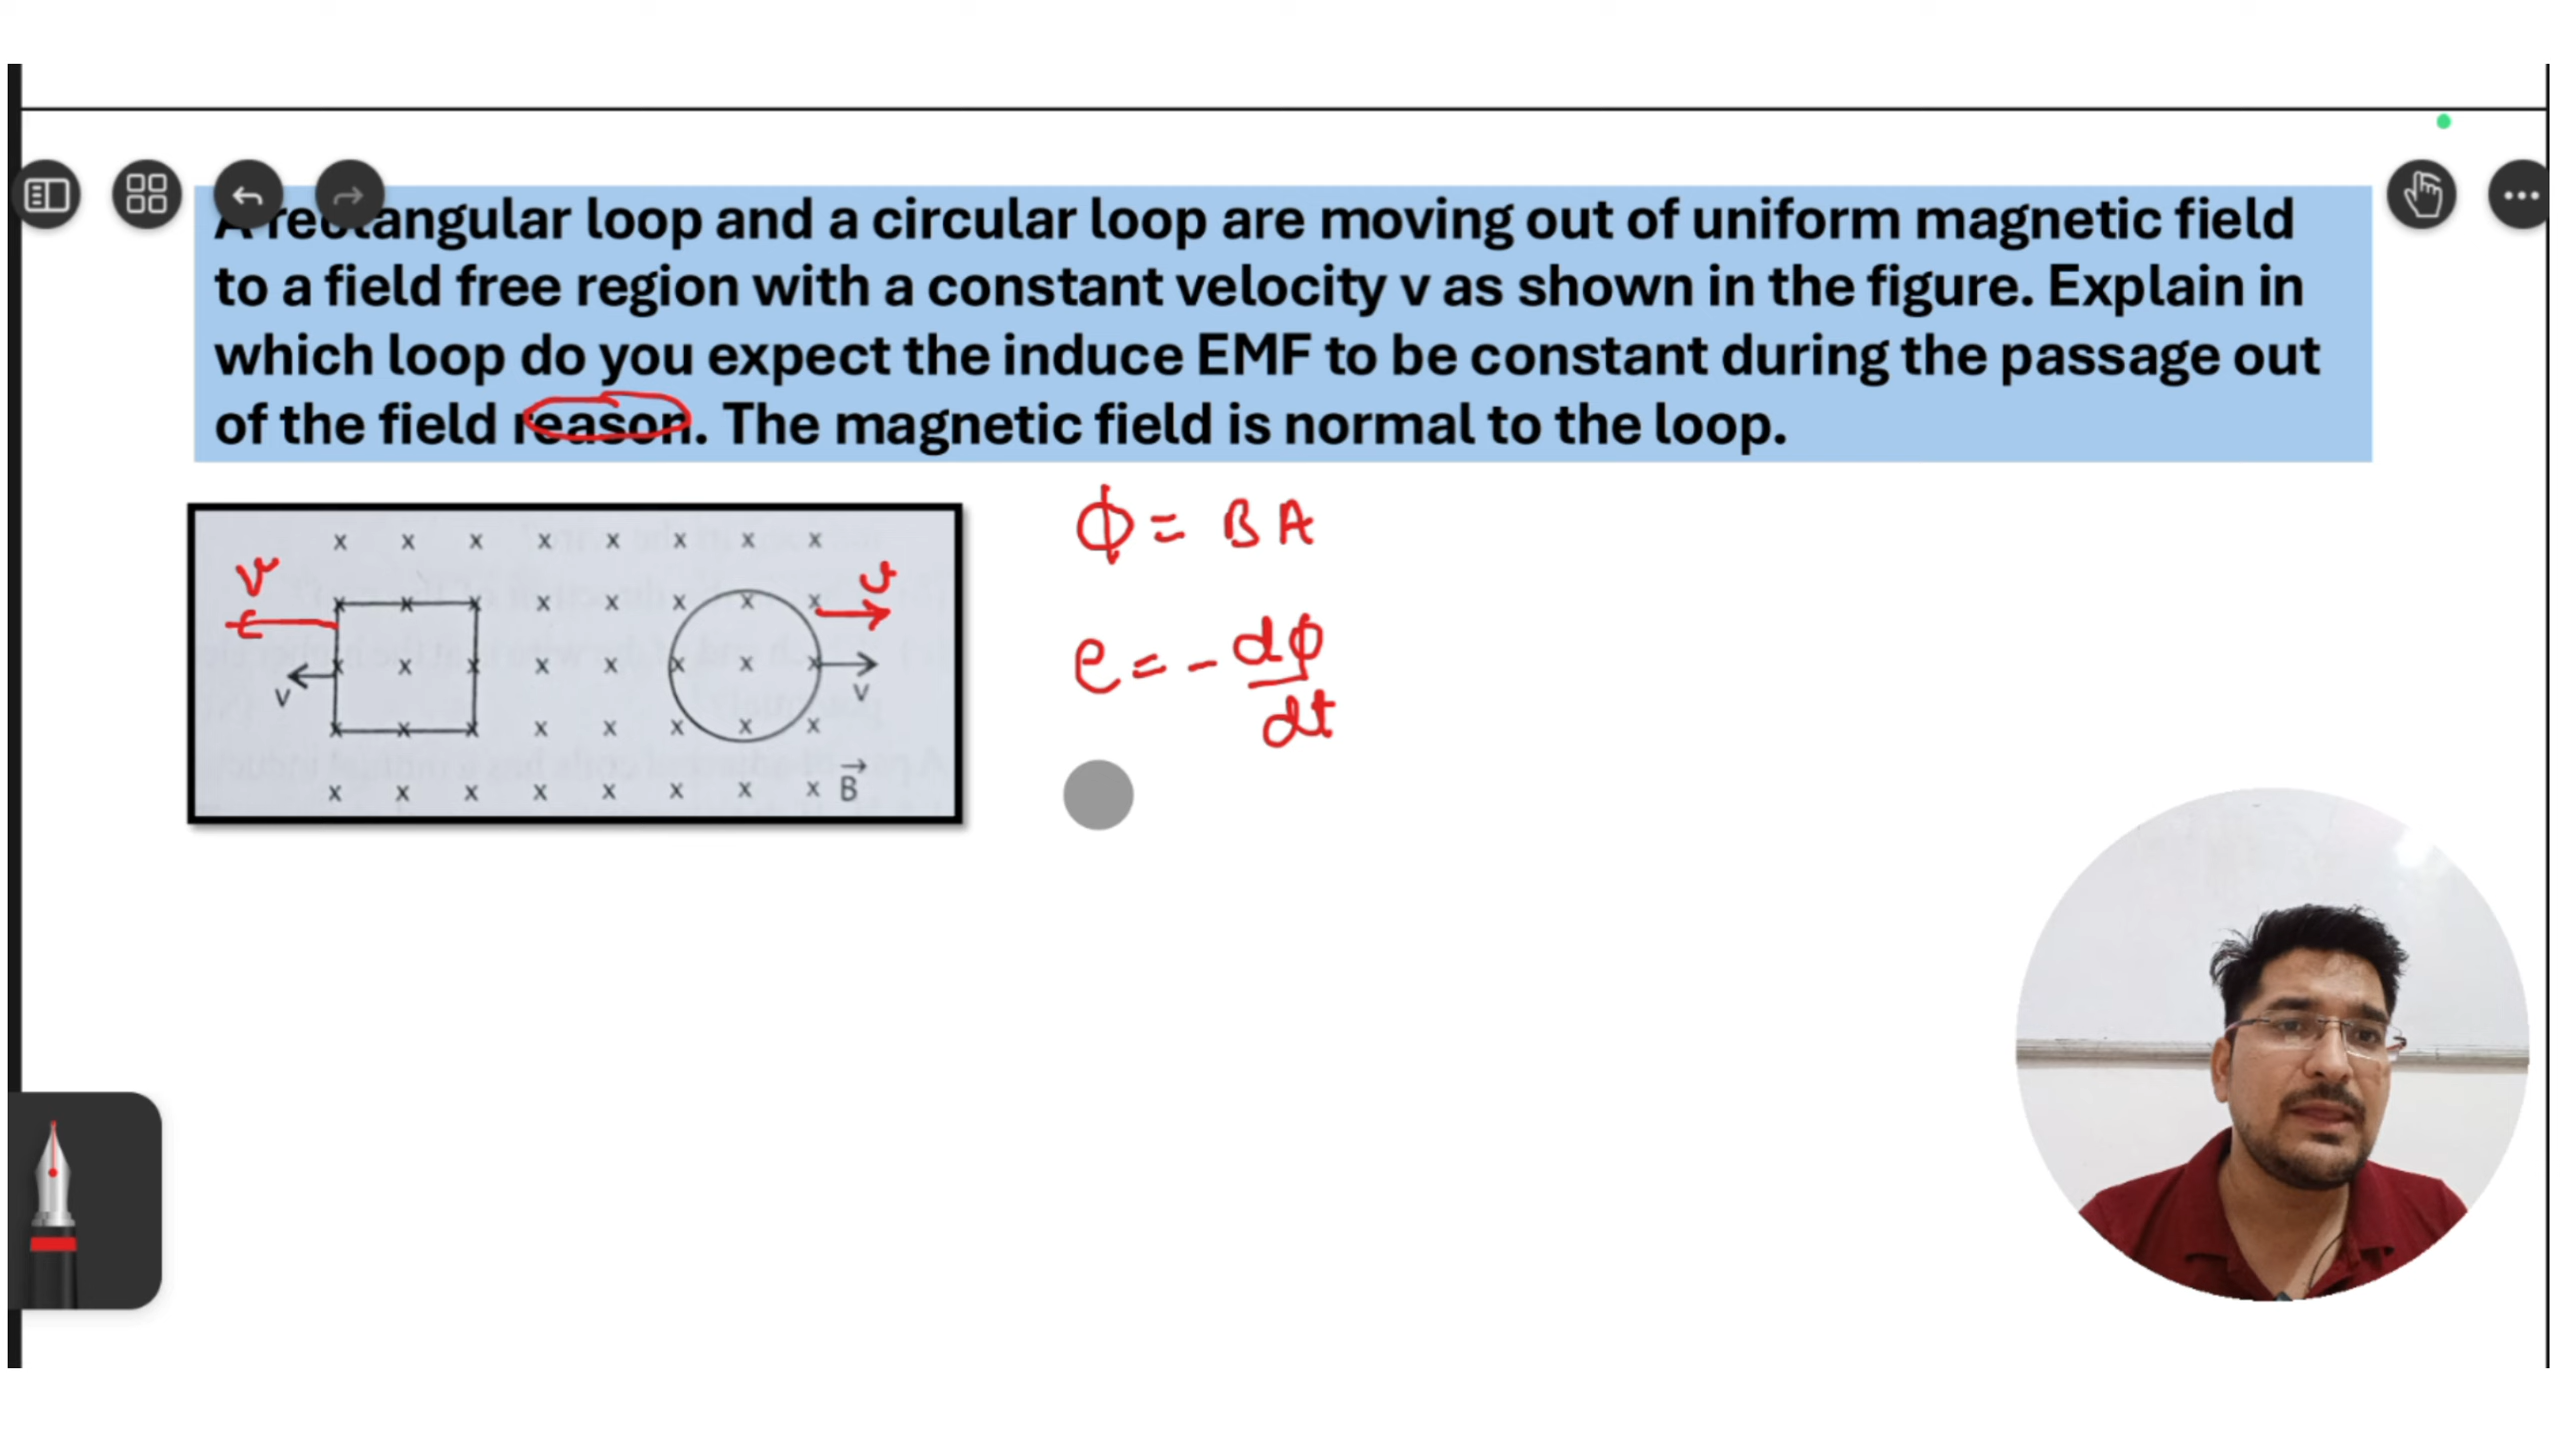 A rectangular loop and a circular loop are moving out of uniform magnetic field
to a field free region with a constant velocity v as shown in the figure. Explain in
which loop do you expect the induce EMF to be constant during the passage out
of the field reason. The magnetic field is normal to the loop.
x x x x x x x x
v v
x x x x x x x x
x x x x x x x x
v v
x x x x x x x x
x x x x x x x x B→
ϕ = B A
e = - dϕ
dt